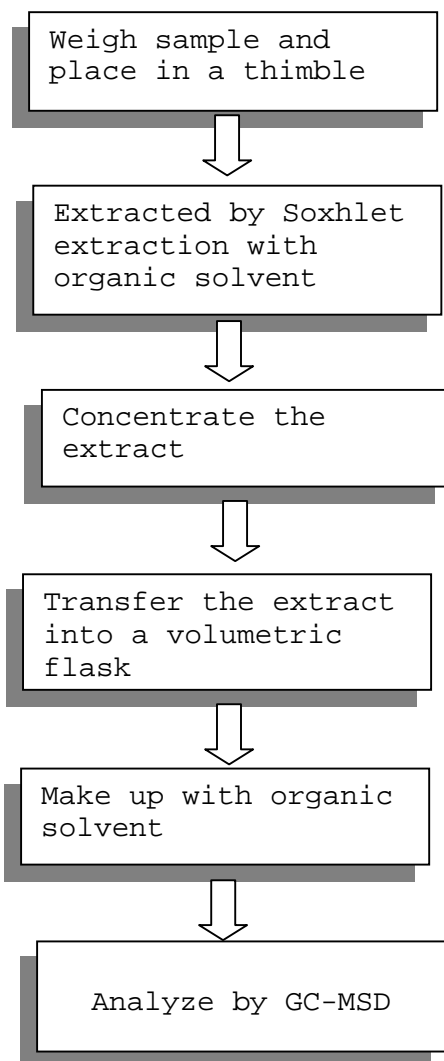 Weigh sample and
place in a thimble
Extracted by Soxhlet
extraction with
organic solvent
Concentrate the
extract
Transfer the extract
into a volumetric
flask
Make up with organic
solvent
Analyze by GC-MSD